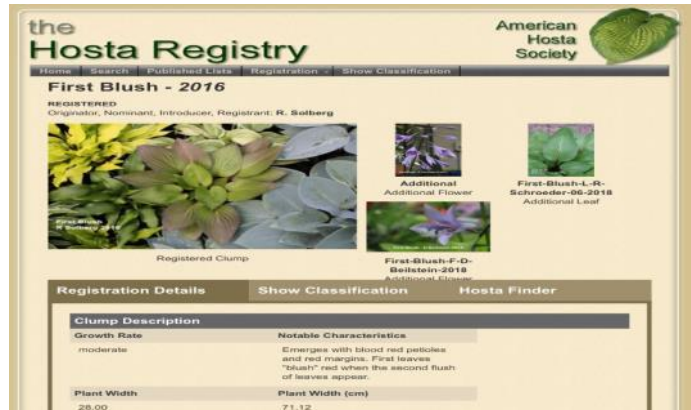 the
Hosta Registry
American
Hosta
Society
Home Search Published Lists Registration Show Classification
First Blush - 2016
REGISTERED
Originator, Nominant, Introducer, Registrant: R. Solberg
First Blush
R Solberg 2016
Registered Clump
Additional
Additional Flower
First-Blush-L-R-
Schroeder-06-2018
Additional Leaf
First-Blush-F-D-
Beilstein-2018
Additional Flower
Registration Details Show Classification Hosta Finder
Clump Description
Growth Rate Notable Characteristics
moderate Emerges with blood red petioles
and red margins. First leaves
"blush" red when the second flush
of leaves appear.
Plant Width Plant Width (cm)
28.00 71.12